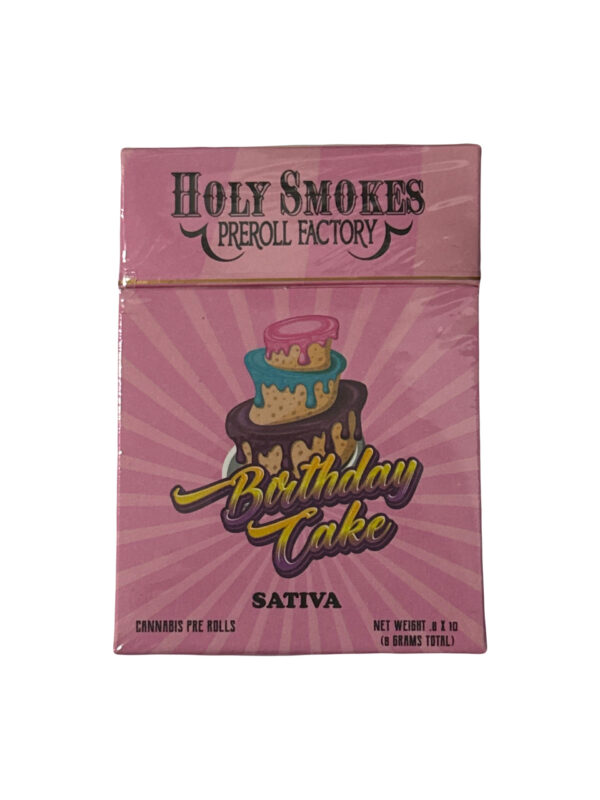 HOLY SMOKES
PREROLL FACTORY
Birthday
Cake
SATIVA
CANNABIS PRE ROLLS
NET WEIGHT .8 X 10
(8 GRAMS TOTAL)